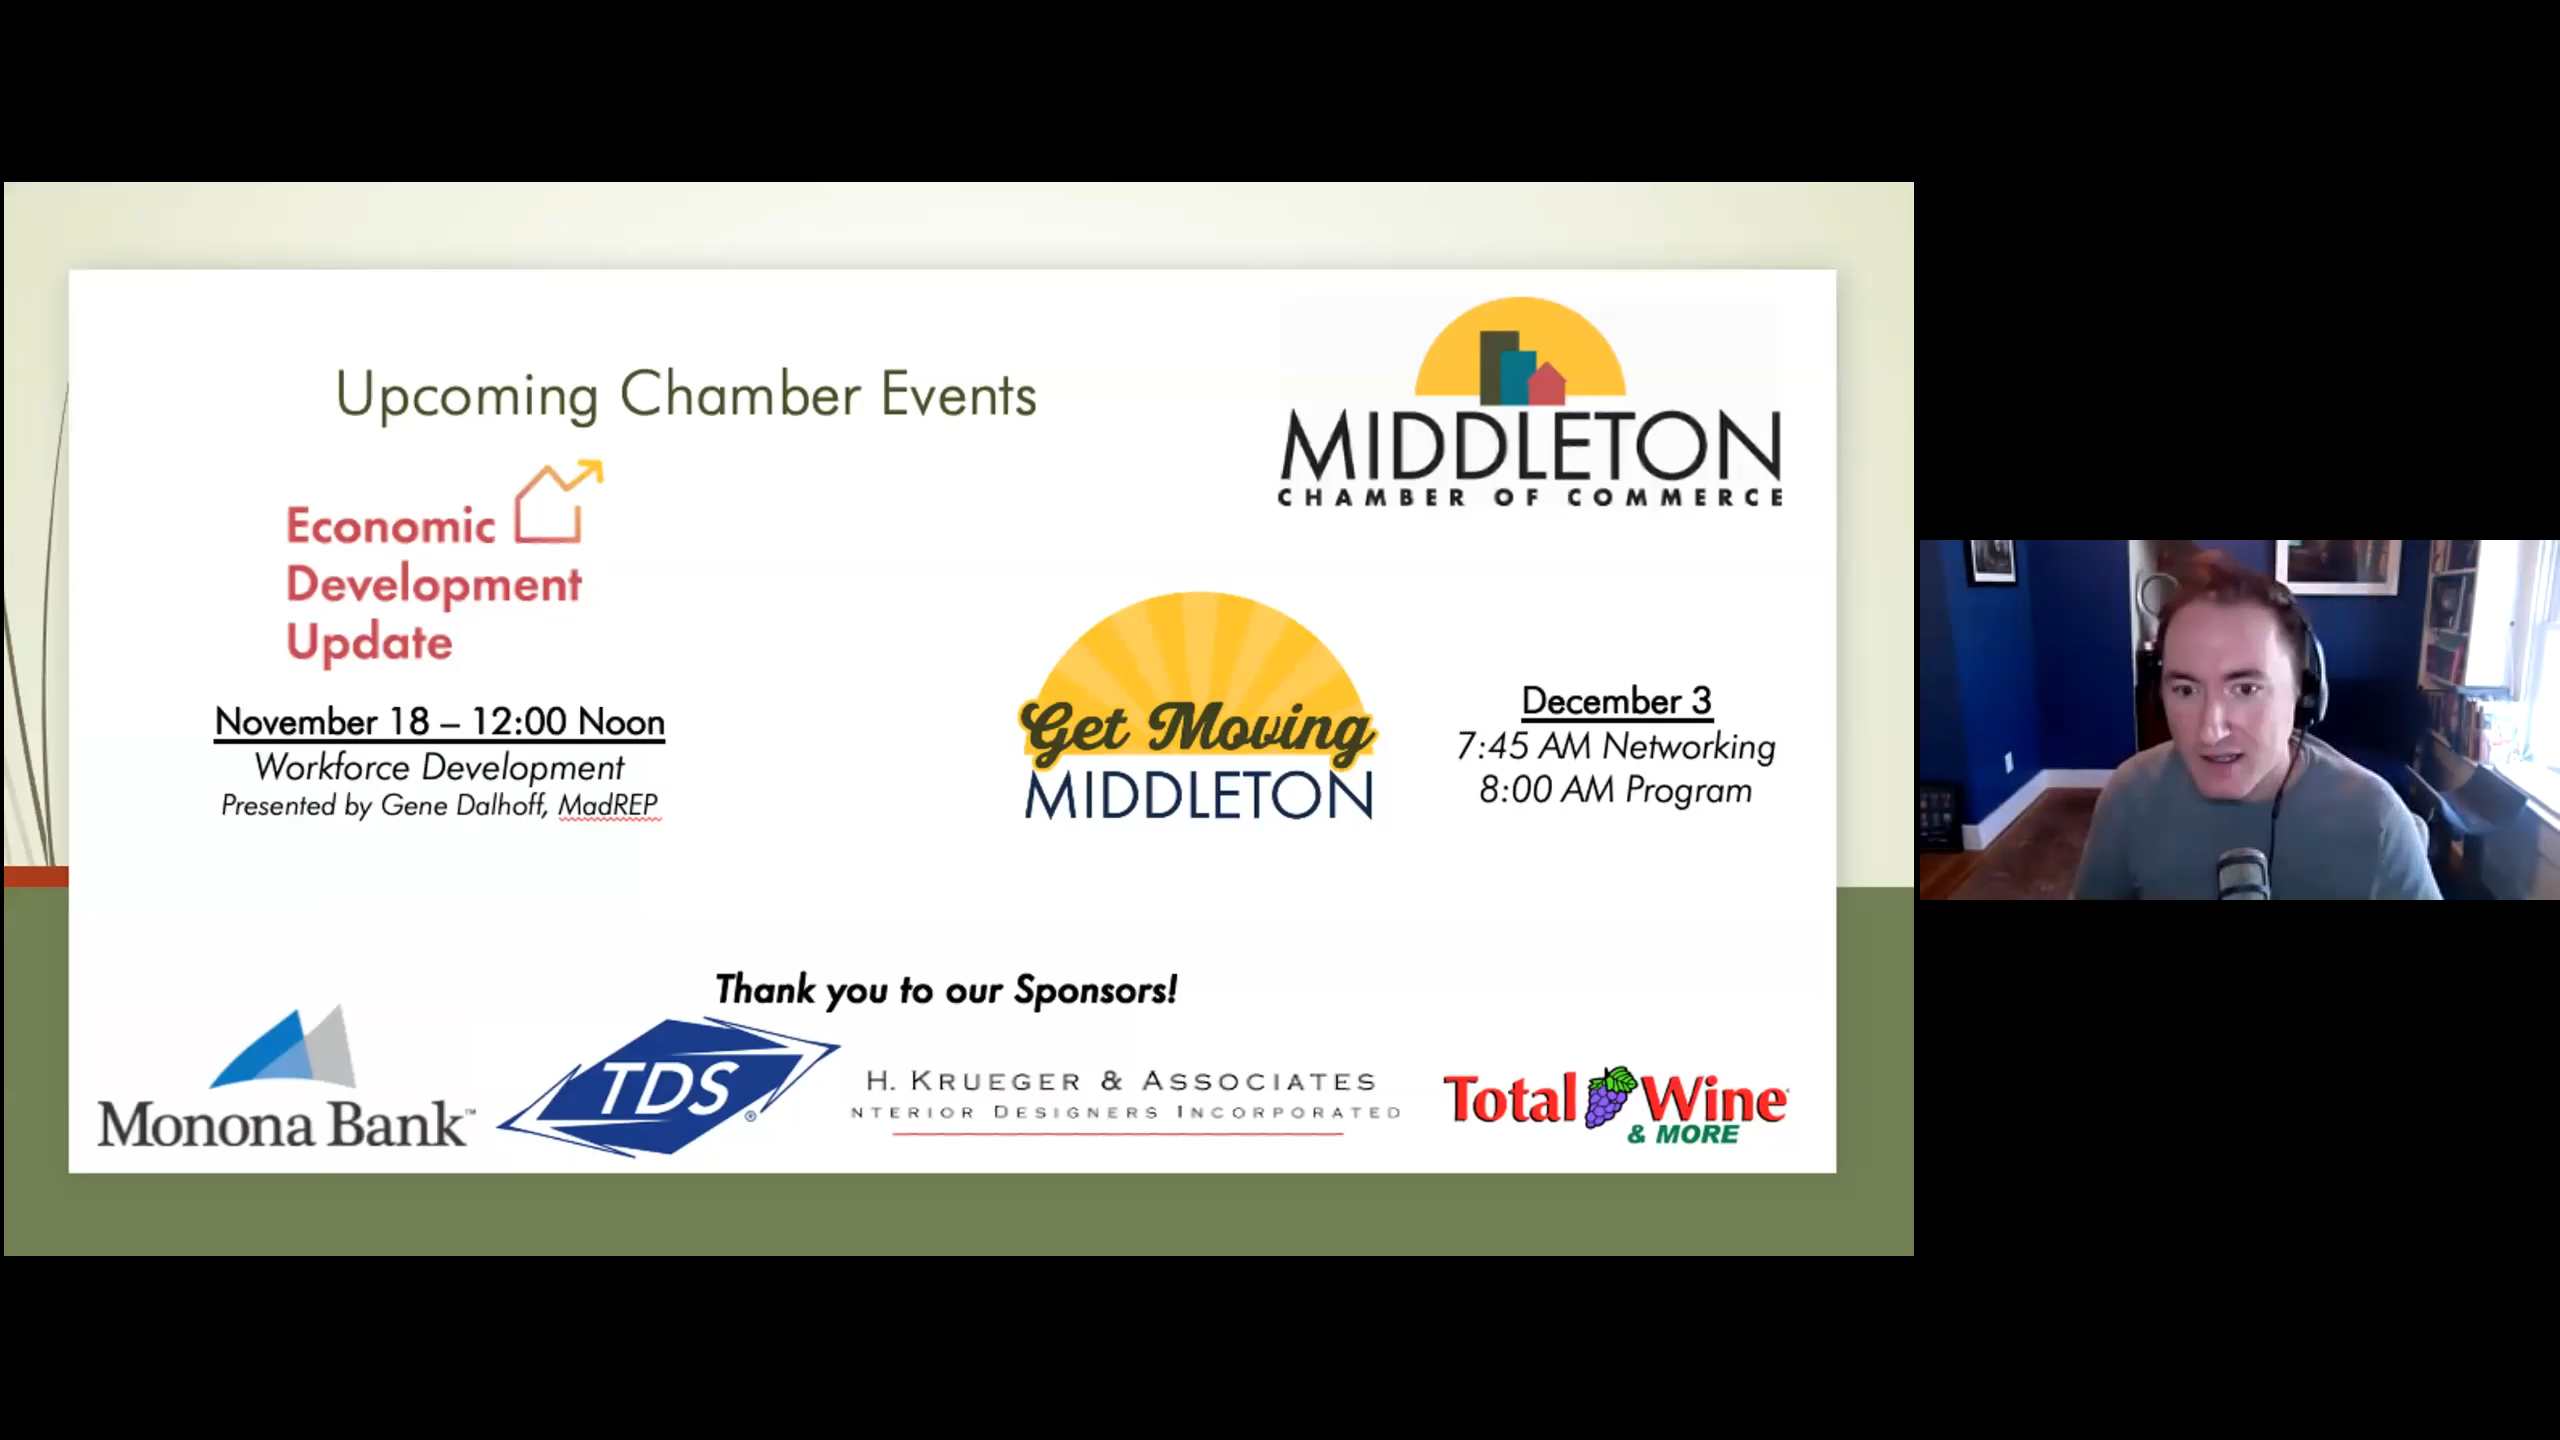 MIDDLETON
CHAMBER OF COMMERCE
Upcoming Chamber Events
Economic
Development
Update
November 18 – 12:00 Noon
Workforce Development
Presented by Gene Dalhoff, MadREP
Get Moving
MIDDLETON
December 3
7:45 AM Networking
8:00 AM Program
Thank you to our Sponsors!
Monona Bank™
TDS®
H. KRUEGER & ASSOCIATES
NTERIOR DESIGNERS INCORPORATED
Total Wine
& MORE